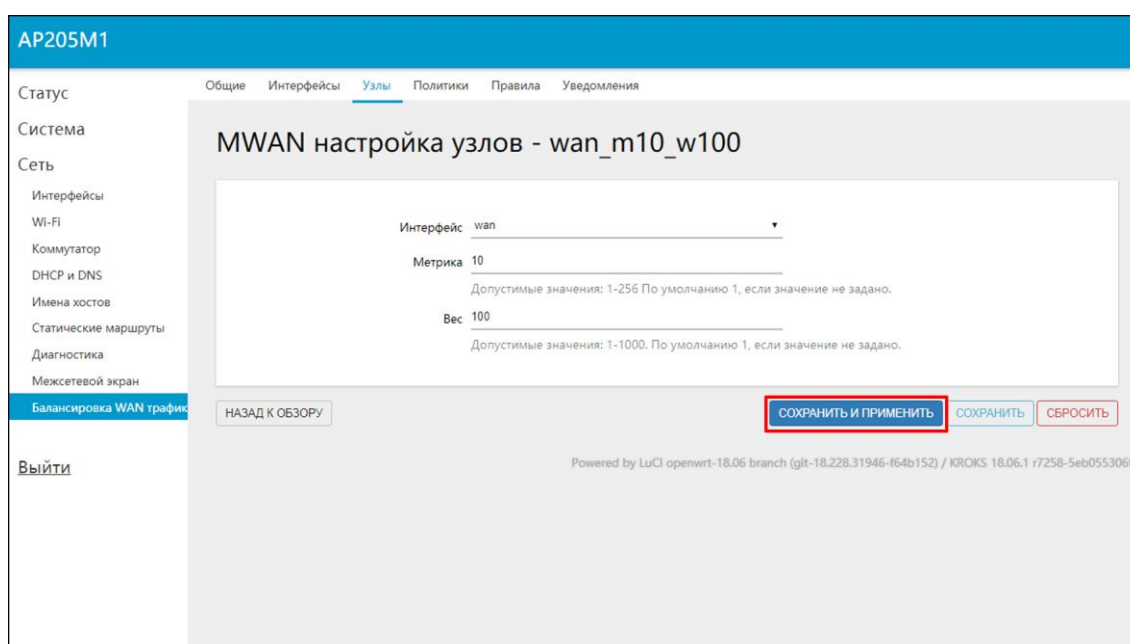 AP205M1
Статус
Система
Сеть
Интерфейсы
Wi-Fi
Коммутатор
DHCP и DNS
Имена хостов
Статические маршруты
Диагностика
Межсетевой экран
Балансировка WAN трафик
Выйти
Общие Интерфейсы Узлы Политики Правила Уведомления
MWAN настройка узлов - wan_m10_w100
Интерфейс wan
Метрика 10
Допустимые значения: 1-256 По умолчанию 1, если значение не задано.
Вес 100
Допустимые значения: 1-1000. По умолчанию 1, если значение не задано.
НАЗАД К ОБЗОРУ СОХРАНИТЬ И ПРИМЕНИТЬ СОХРАНИТЬ СБРОСИТЬ
Powered by LuCI openwrt-18.06 branch (git-18.228.31946-f64b152) / KROKS 18.06.1 r7258-5eb055306